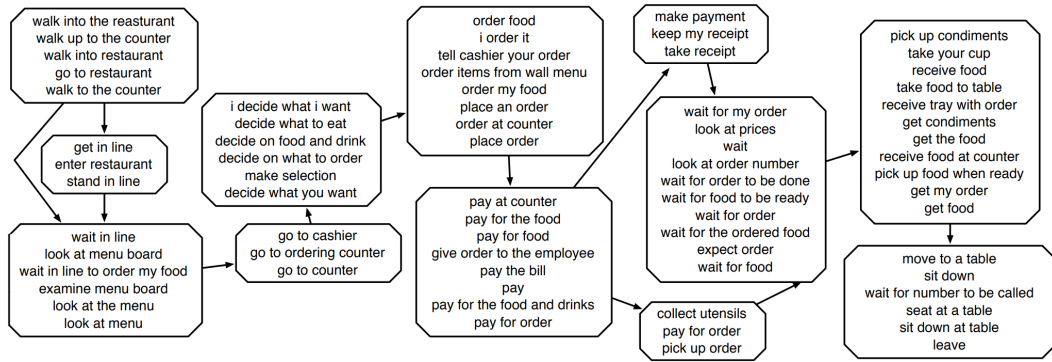 walk into the reasturant
walk up to the counter
walk into restaurant
go to restaurant
walk to the counter
get in line
enter restaurant
stand in line
wait in line
look at menu board
wait in line to order my food
examine menu board
look at the menu
look at menu
go to cashier
go to ordering counter
go to counter
i decide what i want
decide what to eat
decide on food and drink
decide on what to order
make selection
decide what you want
order food
i order it
tell cashier your order
order items from wall menu
order my food
place an order
order at counter
place order
pay at counter
pay for the food
pay for food
give order to the employee
pay the bill
pay
pay for the food and drinks
pay for order
make payment
keep my receipt
take receipt
collect utensils
pay for order
pick up order
wait for my order
look at prices
wait
look at order number
wait for order to be done
wait for food to be ready
wait for order
wait for the ordered food
expect order
wait for food
pick up condiments
take your cup
receive food
take food to table
receive tray with order
get condiments
get the food
receive food at counter
pick up food when ready
get my order
get food
move to a table
sit down
wait for number to be called
seat at a table
sit down at table
leave